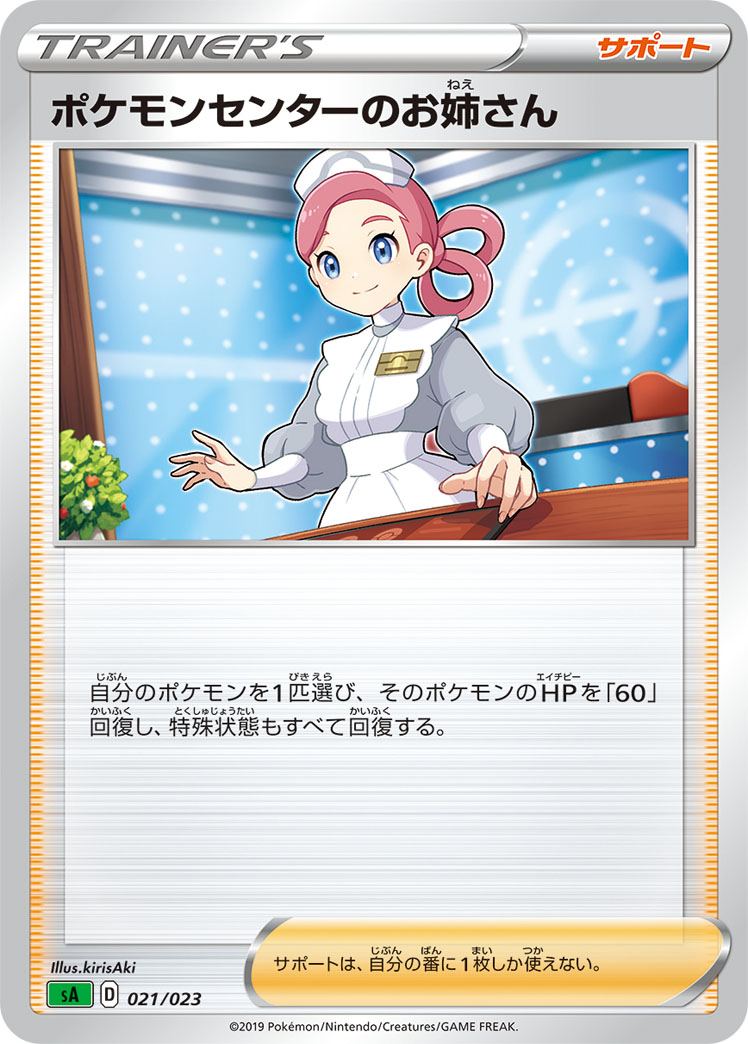 TRAINER'S
サポート
ねえ
ポケモンセンターのお姉さん
じぶん ぴきえら エイチピー
自分のポケモンを1匹選び、そのポケモンのHPを「60」
かいふく とくしゅじょうたい かいふく
回復し、特殊状態もすべて回復する。
じぶん ばん まい つか
サポートは、自分の番に1枚しか使えない。
Illus.kirisAki
sA D 021/023
©2019 Pokémon/Nintendo/Creatures/GAME FREAK.